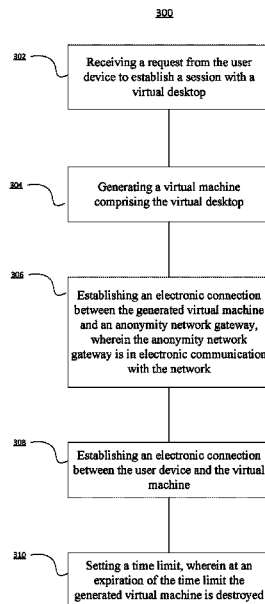 300
302
Receiving a request from the user
device to establish a session with a
virtual desktop
304
Generating a virtual machine
comprising the virtual desktop
306
Establishing an electronic connection
between the generated virtual machine
and an anonymity network gateway,
wherein the anonymity network
gateway is in electronic communication
with the network
308
Establishing an electronic connection
between the user device and the virtual
machine
310
Setting a time limit, wherein at an
expiration of the time limit the
generated virtual machine is destroyed